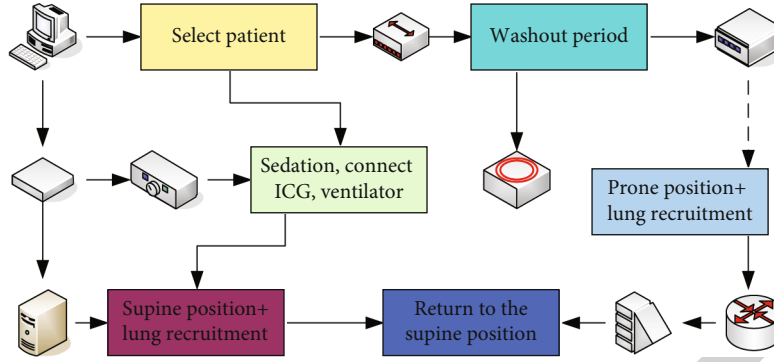 Select patient
Washout period
Sedation, connect
ICG, ventilator
Prone position+
lung recruitment
Supine position+
lung recruitment
Return to the
supine position